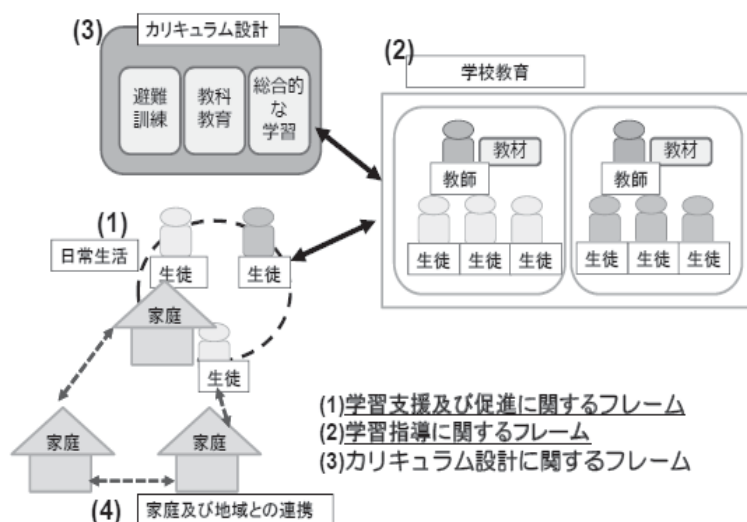 (3)
カリキュラム設計
避難
訓練
教科
教育
総合的
な
学習
(2)
学校教育
教材
教師
生徒
生徒
生徒
教材
教師
生徒
生徒
生徒
(1)
日常生活
生徒
生徒
家庭
生徒
家庭
家庭
(4)
家庭及び地域との連携
(1)学習支援及び促進に関するフレーム
(2)学習指導に関するフレーム
(3)カリキュラム設計に関するフレーム